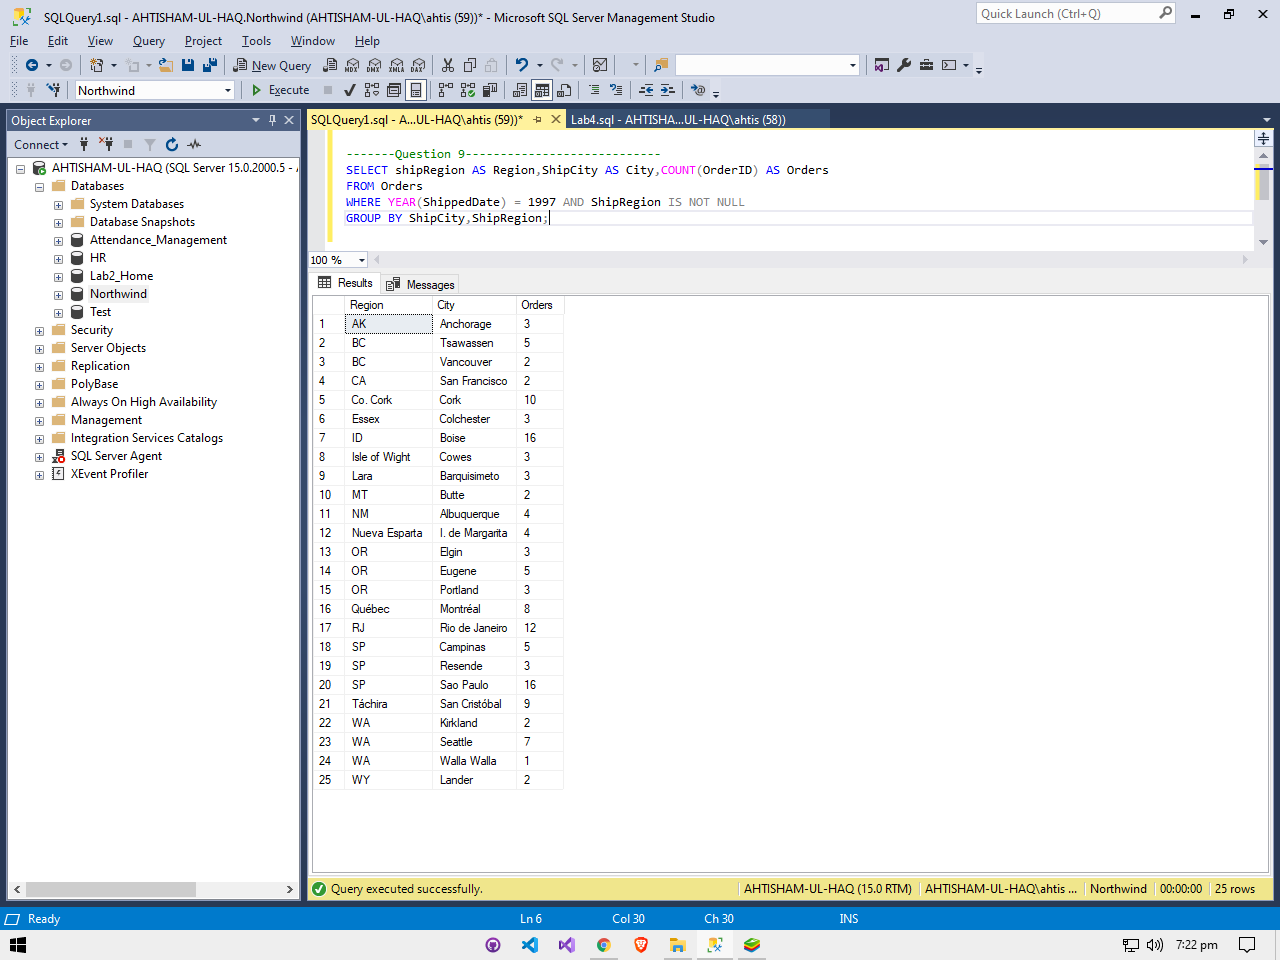 SQLQuery1.sql - AHTISHAM-UL-HAQ.Northwind (AHTISHAM-UL-HAQ\ahtis (59))* - Microsoft SQL Server Management Studio
Quick Launch (Ctrl+Q)
File Edit View Query Project Tools Window Help
New Query MDX DMX XMLA DAX
Northwind Execute
Object Explorer
SQLQuery1.sql - A...UL-HAQ\ahtis (59))* Lab4.sql - AHTISHA...UL-HAQ\ahtis (58))
Connect
AHTISHAM-UL-HAQ (SQL Server 15.0.2000.5 -
Databases
System Databases
Database Snapshots
Attendance_Management
HR
Lab2_Home
Northwind
Test
Security
Server Objects
Replication
PolyBase
Always On High Availability
Management
Integration Services Catalogs
SQL Server Agent
XEvent Profiler
-------Question 9----------------------------
SELECT shipRegion AS Region,ShipCity AS City,COUNT(OrderID) AS Orders
FROM Orders
WHERE YEAR(ShippedDate) = 1997 AND ShipRegion IS NOT NULL
GROUP BY ShipCity,ShipRegion;
100 %
Results Messages
Region City Orders
1 AK Anchorage 3
2 BC Tsawassen 5
3 BC Vancouver 2
4 CA San Francisco 2
5 Co. Cork Cork 10
6 Essex Colchester 3
7 ID Boise 16
8 Isle of Wight Cowes 3
9 Lara Barquisimeto 3
10 MT Butte 2
11 NM Albuquerque 4
12 Nueva Esparta I. de Margarita 4
13 OR Elgin 3
14 OR Eugene 5
15 OR Portland 3
16 Québec Montréal 8
17 RJ Rio de Janeiro 12
18 SP Campinas 5
19 SP Resende 3
20 SP Sao Paulo 16
21 Táchira San Cristóbal 9
22 WA Kirkland 2
23 WA Seattle 7
24 WA Walla Walla 1
25 WY Lander 2
Query executed successfully. AHTISHAM-UL-HAQ (15.0 RTM) AHTISHAM-UL-HAQ\ahtis ... Northwind 00:00:00 25 rows
Ready Ln 6 Col 30 Ch 30 INS
7:22 pm